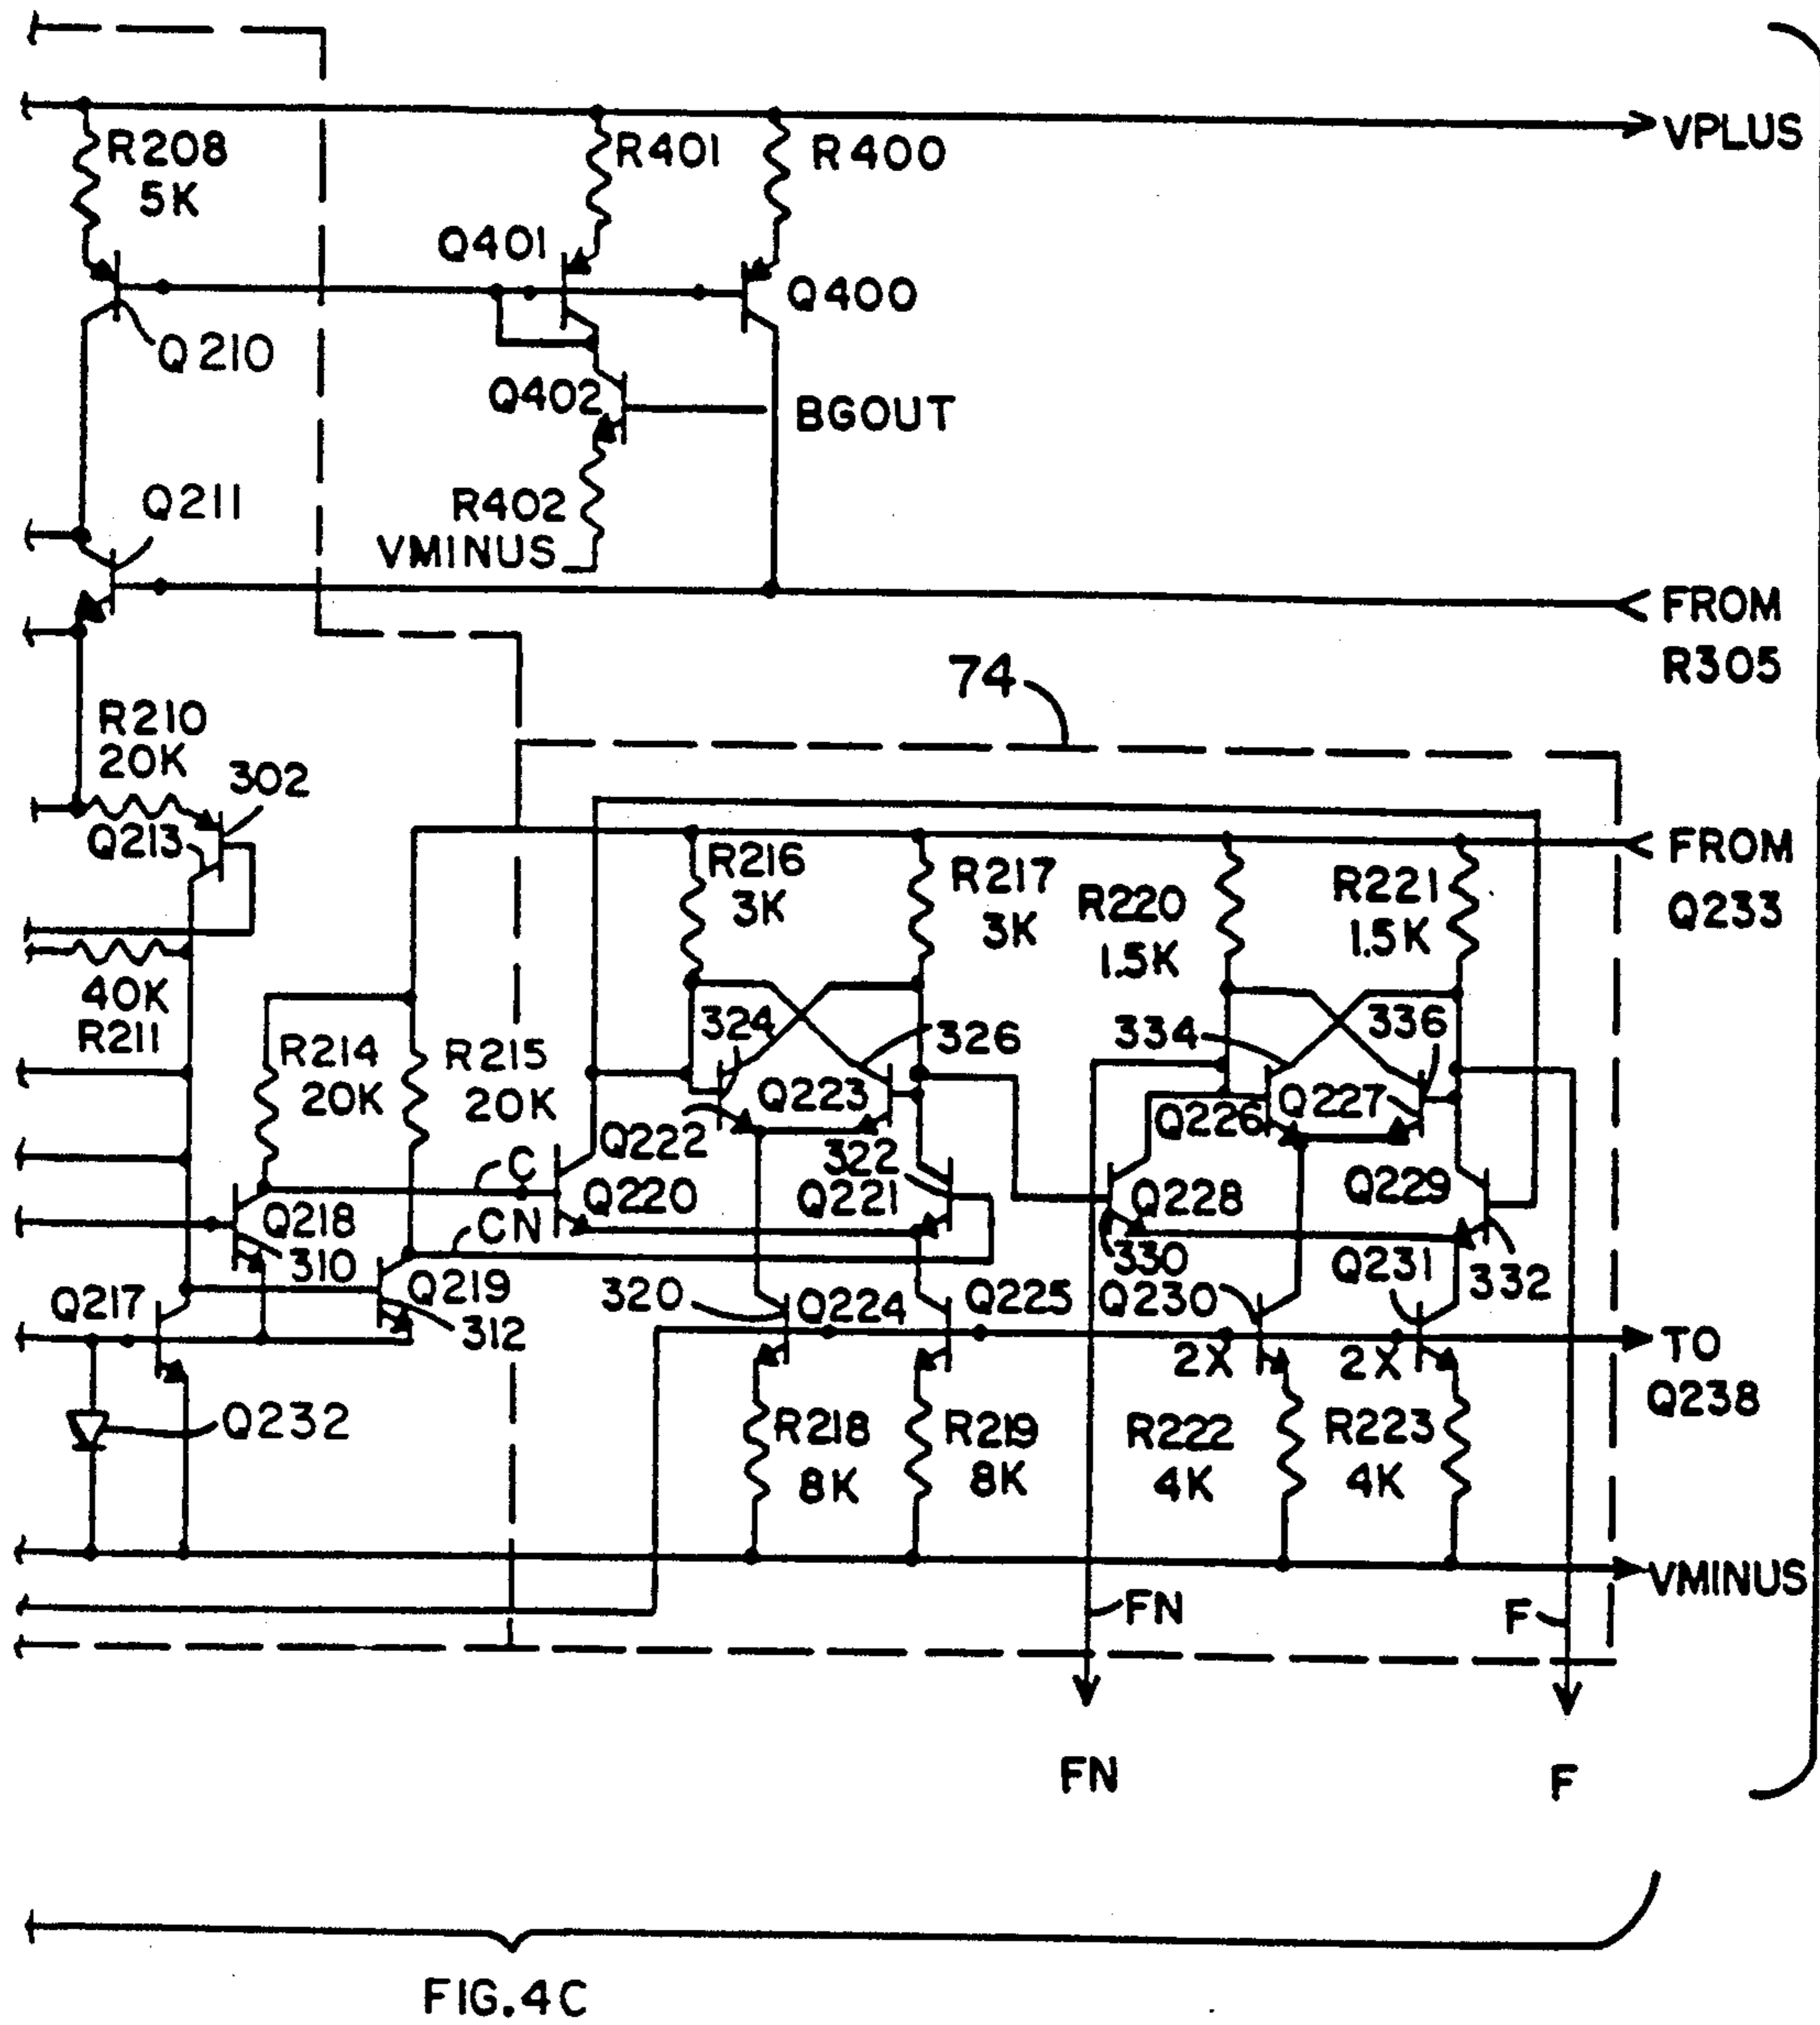 VPLUS
R208
5K
R401
R400
Q401
Q400
Q210
Q402
BGOUT
Q211
R402
VMINUS
FROM
R305
74
R210
20K
302
Q213
FROM
Q233
R216
3K
R217
3K
R220
1.5K
R221
1.5K
40K
R211
R214
20K
R215
20K
324
326
334
336
Q223
Q222
Q226
Q227
322
C
Q220
Q221
Q228
Q229
CN
Q218
310
330
332
Q217
Q219
312
320
Q224
Q225
Q230
Q231
2X
2X
TO
Q238
Q232
R218
8K
R219
8K
R222
4K
R223
4K
VMINUS
FN
F
FN
F
FIG.4C